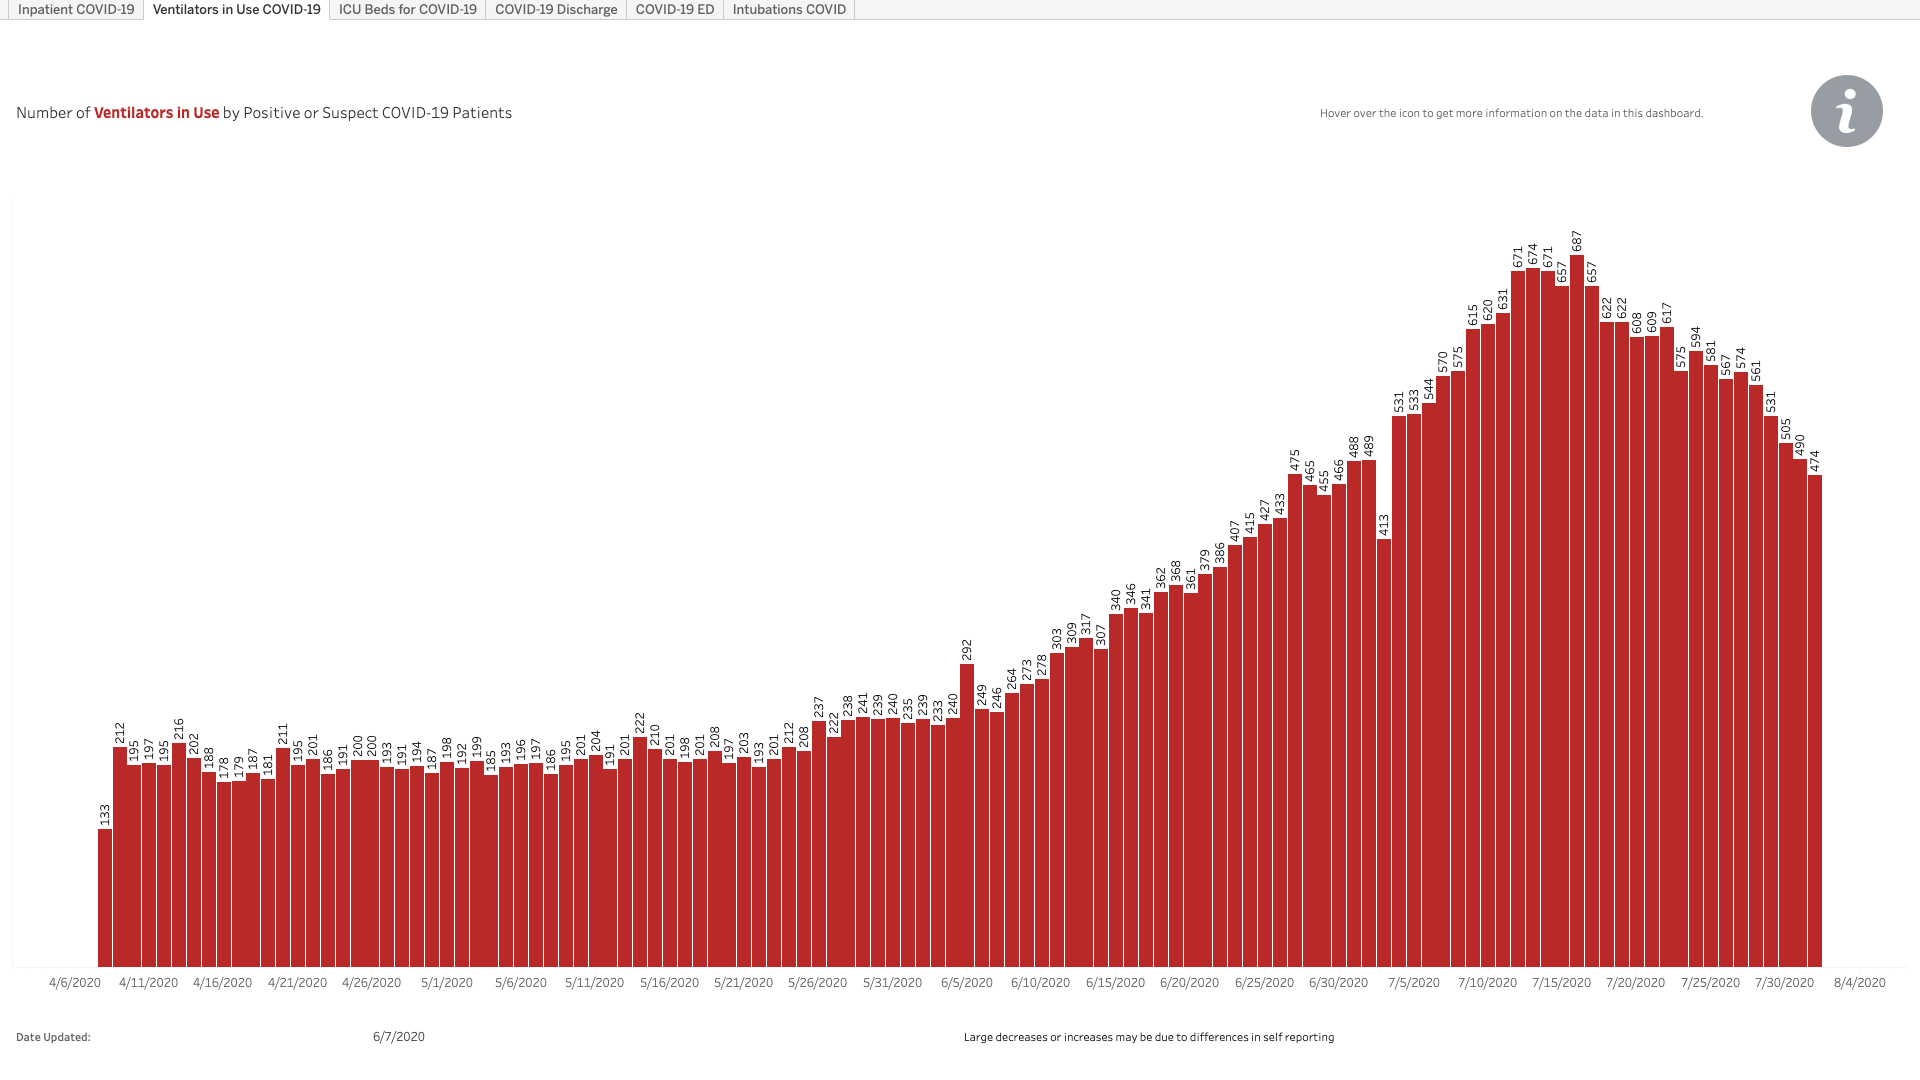 Inpatient COVID-19 Ventilators in Use COVID-19 ICU Beds for COVID-19 COVID-19 Discharge COVID-19 ED Intubations COVID
Number of Ventilators in Use by Positive or Suspect COVID-19 Patients
Hover over the icon to get more information on the data in this dashboard.
i
133 212 195 197 195 216 202 188 178 179 187 181 211 195 201 186 191 200 200 193 191 194 187 198 192 199 185 193 196 197 186 195 201 204 191 201 222 210 201 198 201 208 197 203 193 201 212 208 237 222 238 241 239 240 235 239 233 240 292 249 246 264 273 278 303 309 317 307 340 346 341 362 368 361 379 386 407 415 427 433 475 465 455 466 488 489 413 531 533 544 570 575 615 620 631 671 674 671 657 687 657 622 622 608 609 617 575 594 581 567 574 561 531 505 490 474
4/6/2020 4/11/2020 4/16/2020 4/21/2020 4/26/2020 5/1/2020 5/6/2020 5/11/2020 5/16/2020 5/21/2020 5/26/2020 5/31/2020 6/5/2020 6/10/2020 6/15/2020 6/20/2020 6/25/2020 6/30/2020 7/5/2020 7/10/2020 7/15/2020 7/20/2020 7/25/2020 7/30/2020 8/4/2020
Date Updated: 6/7/2020
Large decreases or increases may be due to differences in self reporting